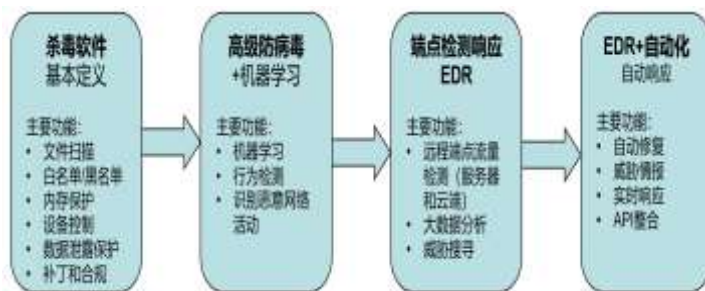 杀毒软件
基本定义
主要功能:
• 文件扫描
• 白名单/黑名单
• 内存保护
• 设备控制
• 数据泄露保护
• 补丁和合规
高级防病毒
+机器学习
主要功能:
• 机器学习
• 行为检测
• 识别恶意网络
活动
端点检测响应
EDR
主要功能:
• 远程端点流量
检测（服务器
和云端）
• 大数据分析
• 威胁搜寻
EDR+自动化
自动响应
主要功能:
• 自动修复
• 威胁情报
• 实时响应
• API整合